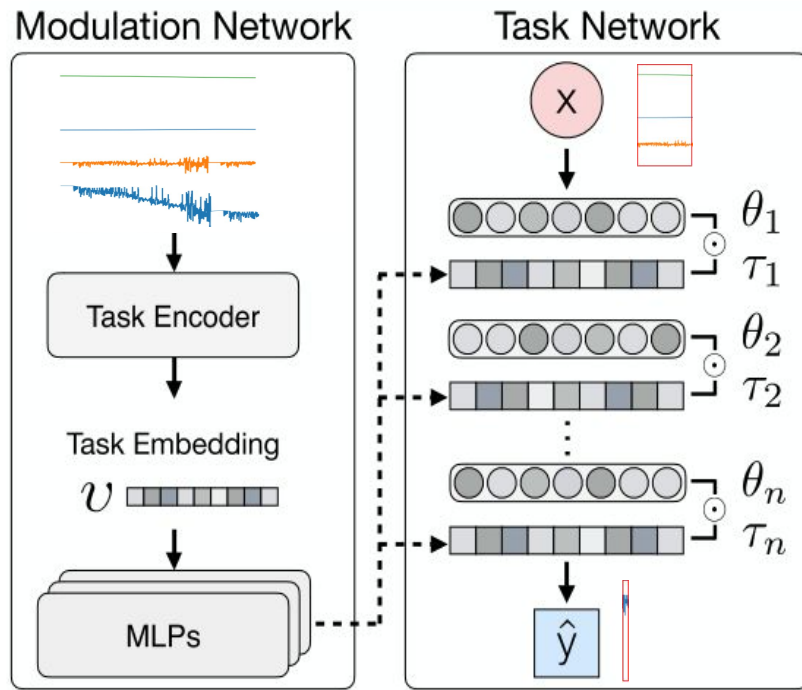 Modulation Network
Task Encoder
Task Embedding
υ
MLPs
Task Network
x
θ₁
⊙
τ₁
θ₂
⊙
τ₂
θₙ
⊙
τₙ
ŷ